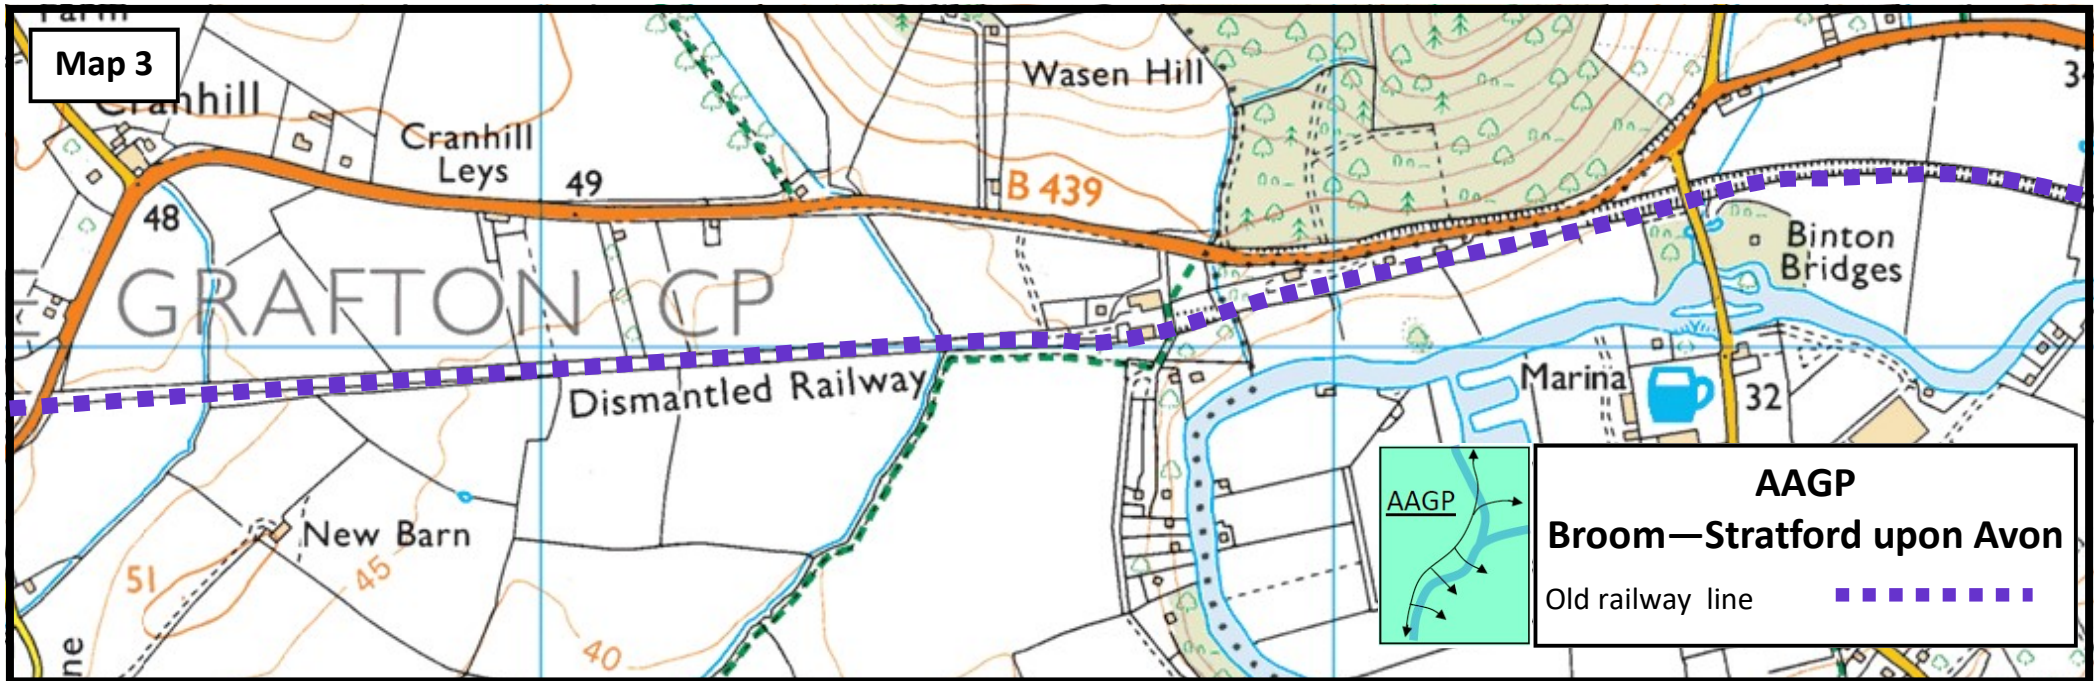 Map 3
Cranhill
Cranhill
Leys
49
48
Wasen Hill
B 439
GRAFTON CP
Binton
Bridges
Dismantled Railway
Marina
32
New Barn
51
45
40
AAGP
AAGP
Broom—Stratford upon Avon
Old railway line